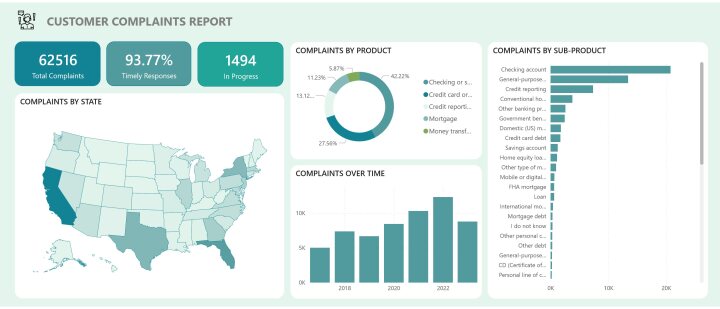 CUSTOMER COMPLAINTS REPORT
62516
Total Complaints
93.77%
Timely Responses
1494
In Progress
COMPLAINTS BY STATE
COMPLAINTS BY PRODUCT
5.87%
11.23%
13.12...
27.56%
42.22%
Checking or s...
Credit card or...
Credit reporti...
Mortgage
Money transf...
COMPLAINTS OVER TIME
10K
5K
0K
2018
2020
2022
COMPLAINTS BY SUB-PRODUCT
Checking account
General-purpose...
Credit reporting
Conventional ho...
Other banking pr...
Government ben...
Domestic (US) m...
Credit card debt
Savings account
Home equity loa...
Other type of m...
Mobile or digital...
FHA mortgage
Loan
International mo...
Mortgage debt
I do not know
Other personal c...
Other debt
General-purpose...
CD (Certificate of...
Personal line of c...
0K
10K
20K